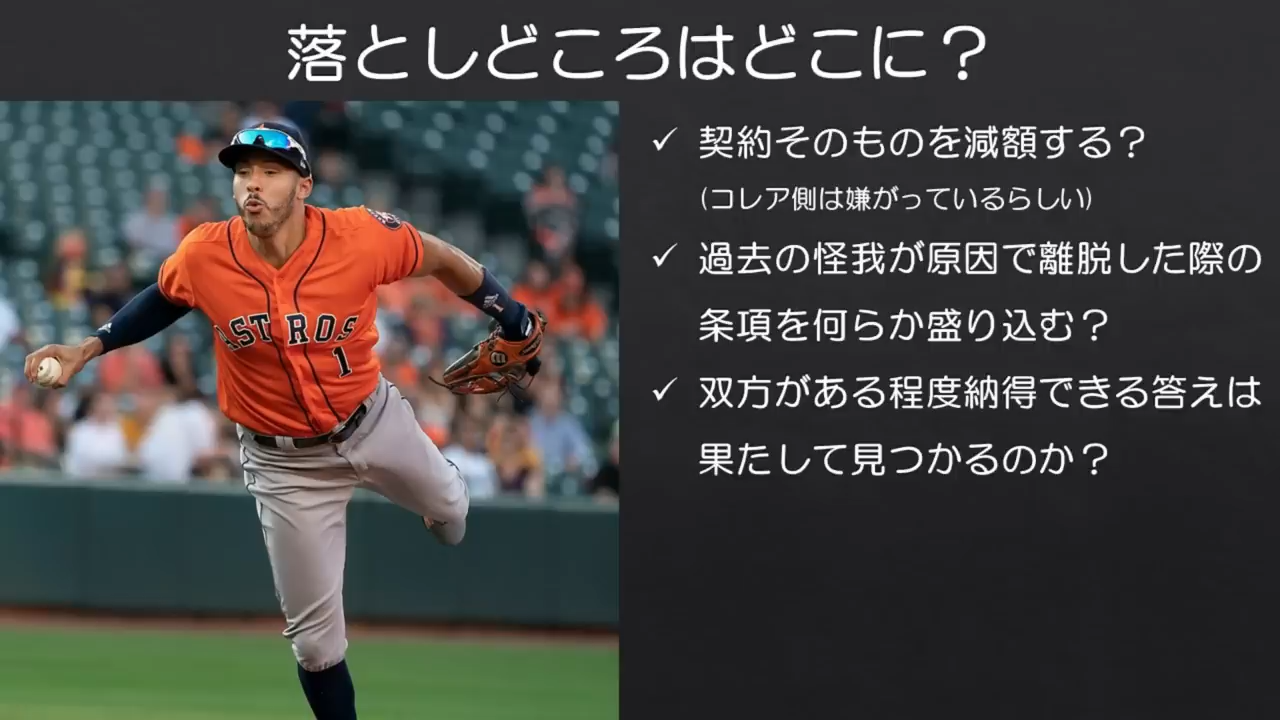 落としどころはどこに？
✓ 契約そのものを減額する？
(コレア側は嫌がっているらしい)
✓ 過去の怪我が原因で離脱した際の
条項を何らか盛り込む？
✓ 双方がある程度納得できる答えは
果たして見つかるのか？
ASTROS
1